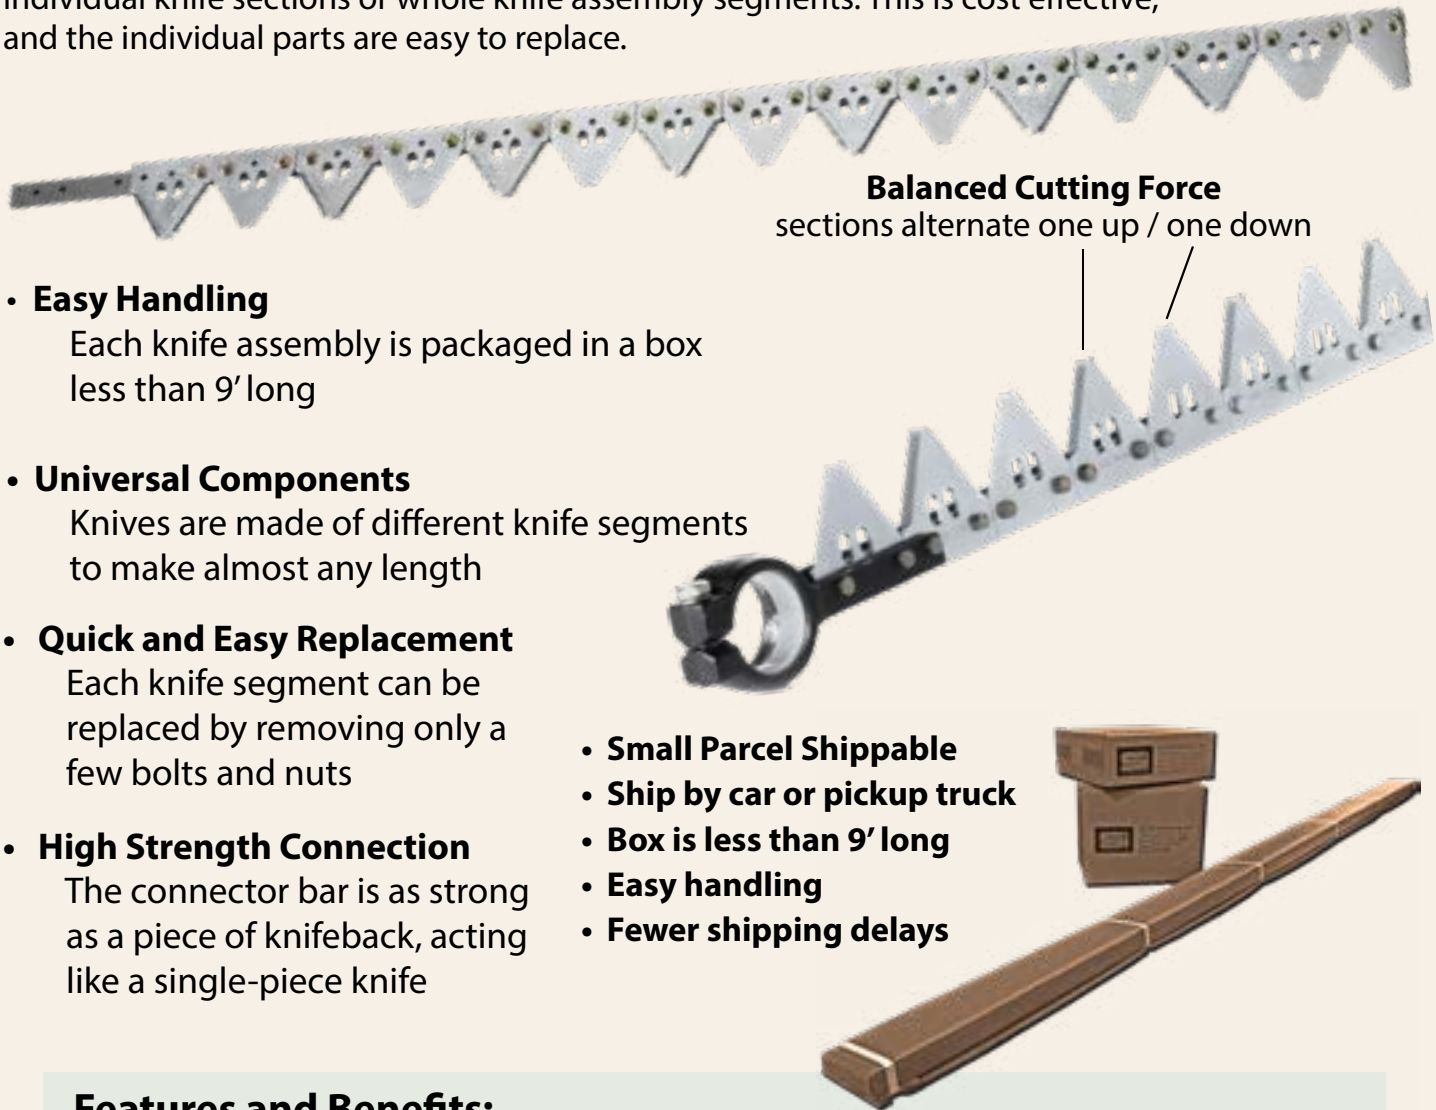 individual knife sections or whole knife assembly segments. This is cost effective,
and the individual parts are easy to replace.
Balanced Cutting Force
sections alternate one up / one down
• Easy Handling
Each knife assembly is packaged in a box
less than 9’ long
• Universal Components
Knives are made of different knife segments
to make almost any length
• Quick and Easy Replacement
Each knife segment can be
replaced by removing only a
few bolts and nuts
• High Strength Connection
The connector bar is as strong
as a piece of knifeback, acting
like a single-piece knife
• Small Parcel Shippable
• Ship by car or pickup truck
• Box is less than 9’ long
• Easy handling
• Fewer shipping delays
Features and Benefits: